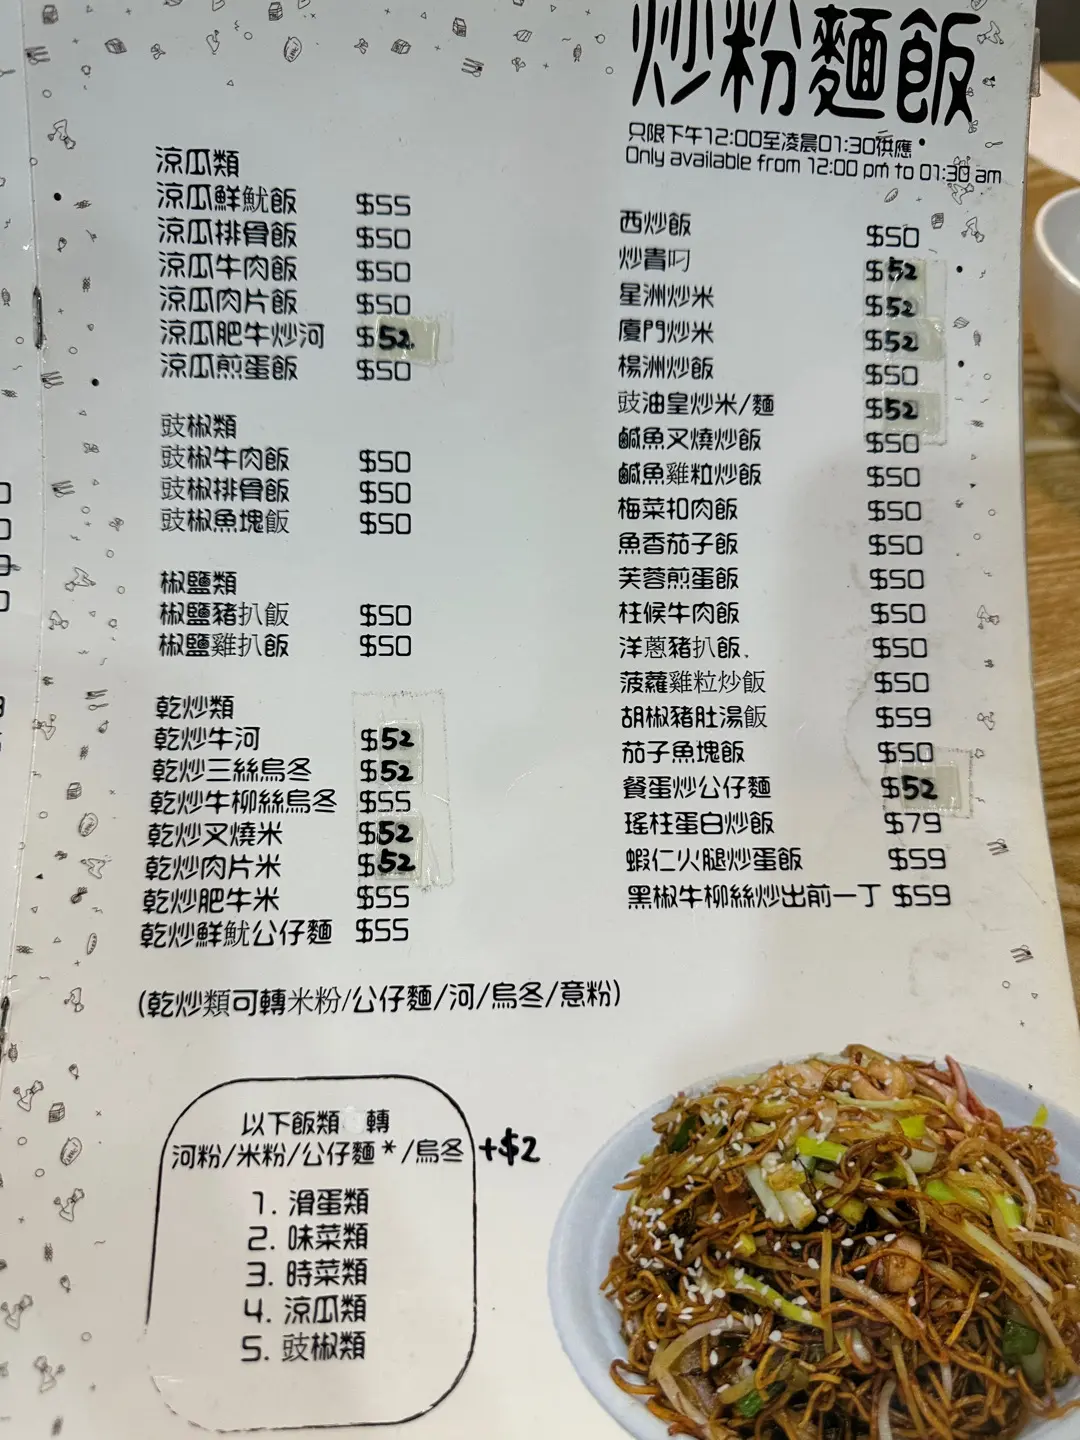 炒粉麵飯
只限下午12:00至凌晨01:30供應
Only available from 12:00 pm to 01:30 am
涼瓜類
涼瓜鮮魷飯 $55
涼瓜排骨飯 $50
涼瓜牛肉飯 $50
涼瓜肉片飯 $50
涼瓜肥牛炒河 $52
涼瓜煎蛋飯 $50
豉椒類
豉椒牛肉飯 $50
豉椒排骨飯 $50
豉椒魚塊飯 $50
椒鹽類
椒鹽豬扒飯 $50
椒鹽雞扒飯 $50
乾炒類
乾炒牛河 $52
乾炒三絲烏冬 $52
乾炒牛柳絲烏冬 $55
乾炒叉燒米 $52
乾炒肉片米 $52
乾炒肥牛米 $55
乾炒鮮魷公仔麵 $55
(乾炒類可轉米粉/公仔麵/河/烏冬/意粉)
以下飯類 轉
河粉/米粉/公仔麵*/烏冬 +$2
1. 滑蛋類
2. 味菜類
3. 時菜類
4. 涼瓜類
5. 豉椒類
西炒飯 $50
炒貴叼 $52
星洲炒米 $52
廈門炒米 $52
楊洲炒飯 $50
豉油皇炒米/麵 $52
鹹魚叉燒炒飯 $50
鹹魚雞粒炒飯 $50
梅菜扣肉飯 $50
魚香茄子飯 $50
芙蓉煎蛋飯 $50
柱候牛肉飯 $50
洋蔥豬扒飯 $50
菠蘿雞粒炒飯 $50
胡椒豬肚湯飯 $59
茄子魚塊飯 $50
餐蛋炒公仔麵 $52
瑤柱蛋白炒飯 $79
蝦仁火腿炒蛋飯 $59
黑椒牛柳絲炒出前一丁 $59